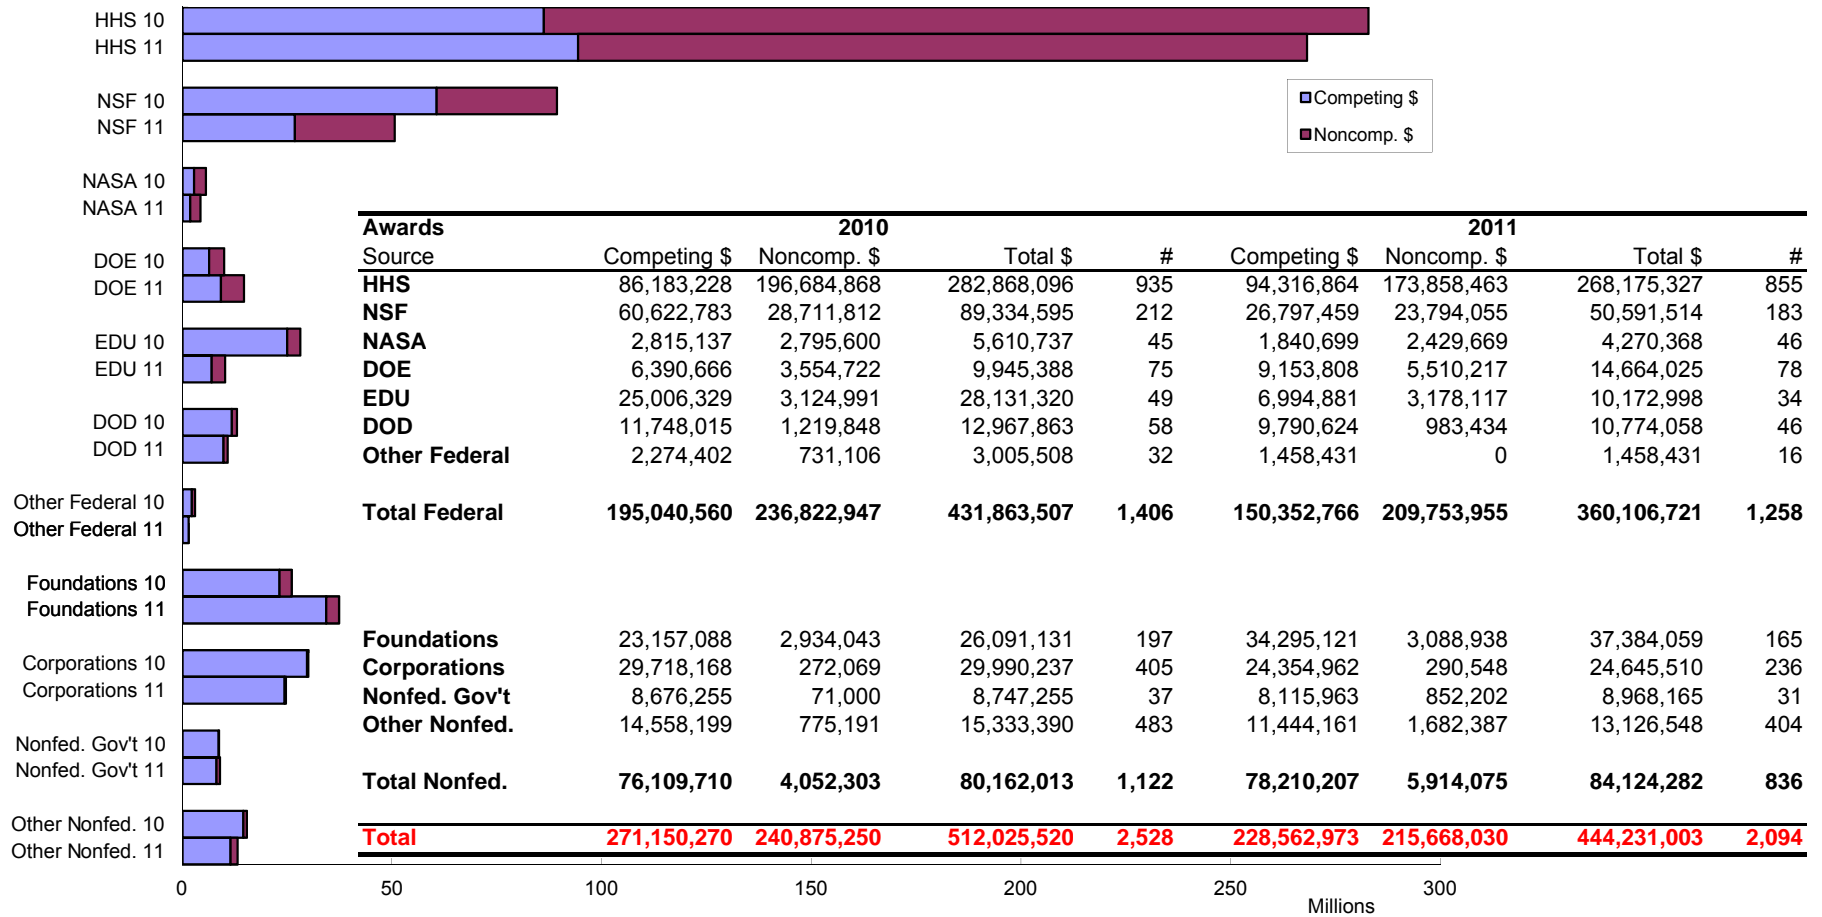 HHS 10
HHS 11
NSF 10
NSF 11
Competing $
Noncomp. $
NASA 10
NASA 11
DOE 10
DOE 11
EDU 10
EDU 11
DOD 10
DOD 11
Other Federal 10
Other Federal 11
Foundations 10
Foundations 11
Corporations 10
Corporations 11
Nonfed. Gov't 10
Nonfed. Gov't 11
Other Nonfed. 10
Other Nonfed. 11
Awards 2010 2011
Source Competing $ Noncomp. $ Total $ # Competing $ Noncomp. $ Total $ #
HHS 86,183,228 196,684,868 282,868,096 935 94,316,864 173,858,463 268,175,327 855
NSF 60,622,783 28,711,812 89,334,595 212 26,797,459 23,794,055 50,591,514 183
NASA 2,815,137 2,795,600 5,610,737 45 1,840,699 2,429,669 4,270,368 46
DOE 6,390,666 3,554,722 9,945,388 75 9,153,808 5,510,217 14,664,025 78
EDU 25,006,329 3,124,991 28,131,320 49 6,994,881 3,178,117 10,172,998 34
DOD 11,748,015 1,219,848 12,967,863 58 9,790,624 983,434 10,774,058 46
Other Federal 2,274,402 731,106 3,005,508 32 1,458,431 0 1,458,431 16
Total Federal 195,040,560 236,822,947 431,863,507 1,406 150,352,766 209,753,955 360,106,721 1,258
Foundations 23,157,088 2,934,043 26,091,131 197 34,295,121 3,088,938 37,384,059 165
Corporations 29,718,168 272,069 29,990,237 405 24,354,962 290,548 24,645,510 236
Nonfed. Gov't 8,676,255 71,000 8,747,255 37 8,115,963 852,202 8,968,165 31
Other Nonfed. 14,558,199 775,191 15,333,390 483 11,444,161 1,682,387 13,126,548 404
Total Nonfed. 76,109,710 4,052,303 80,162,013 1,122 78,210,207 5,914,075 84,124,282 836
Total 271,150,270 240,875,250 512,025,520 2,528 228,562,973 215,668,030 444,231,003 2,094
0 50 100 150 200 250 300
Millions